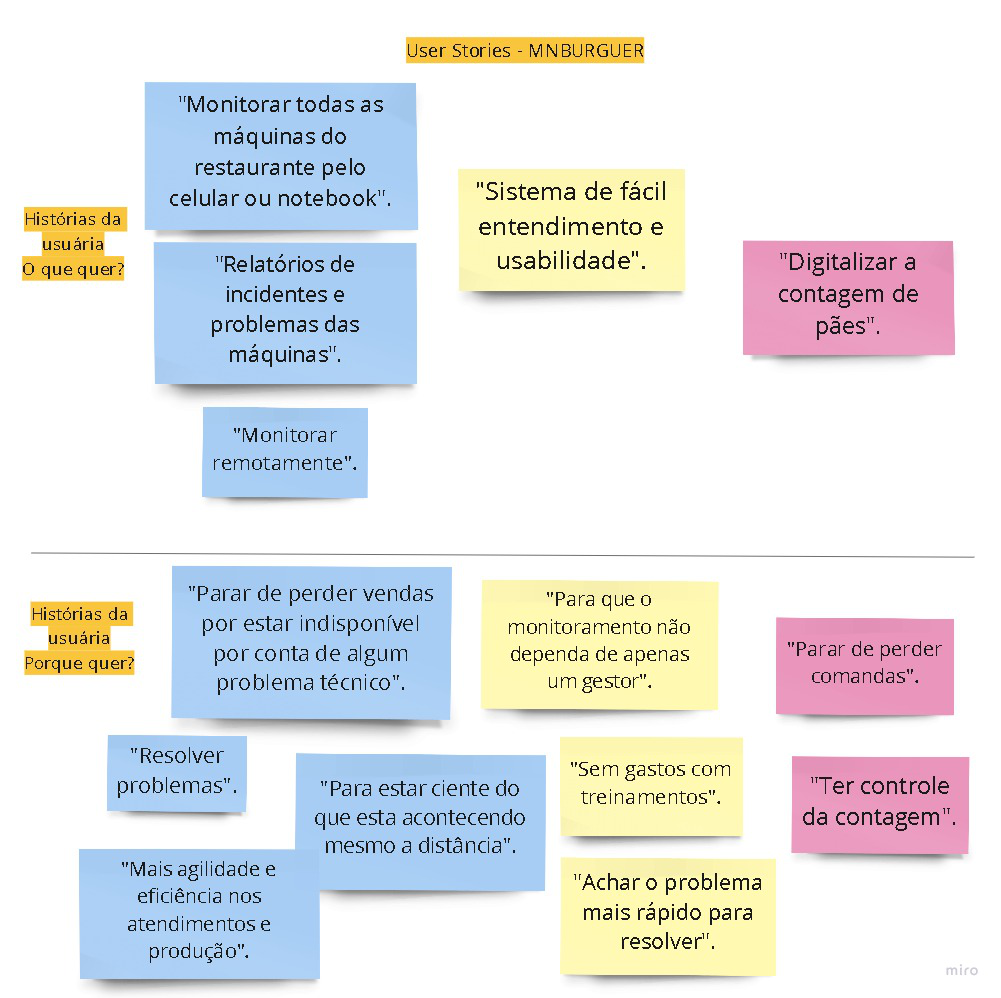 User Stories - MNBURGUER
Histórias da
usuária
O que quer?
"Monitorar todas as
máquinas do
restaurante pelo
celular ou notebook".
"Relatórios de
incidentes e
problemas das
máquinas".
"Monitorar
remotamente".
"Sistema de fácil
entendimento e
usabilidade".
"Digitalizar a
contagem de
pães".
Histórias da
usuária
Porque quer?
"Parar de perder vendas
por estar indisponível
por conta de algum
problema técnico".
"Resolver
problemas".
"Para estar ciente do
que esta acontecendo
mesmo a distância".
"Mais agilidade e
eficiência nos
atendimentos e
produção".
"Para que o
monitoramento não
dependa de apenas
um gestor".
"Sem gastos com
treinamentos".
"Achar o problema
mais rápido para
resolver".
"Parar de perder
comandas".
"Ter controle
da contagem".
miro